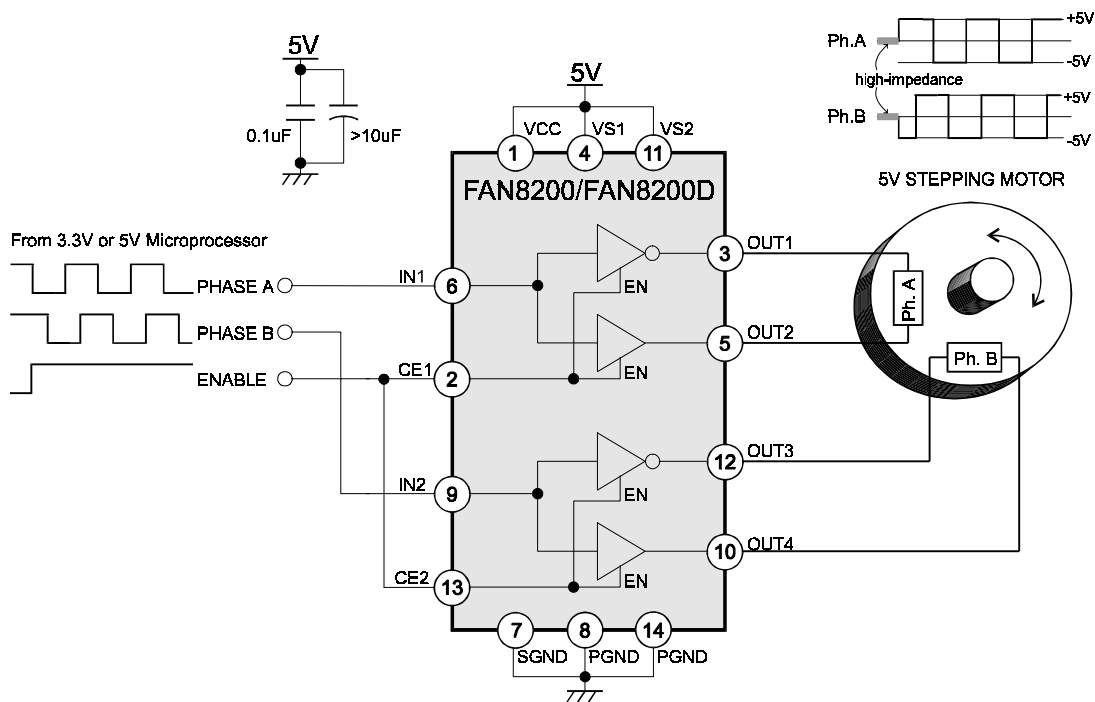 5V
0.1uF
>10uF
5V
VCC
VS1
VS2
1
4
11
FAN8200/FAN8200D
Ph.A
+5V
-5V
high-impedance
Ph.B
+5V
-5V
5V STEPPING MOTOR
From 3.3V or 5V Microprocessor
PHASE A
IN1
6
PHASE B
ENABLE
CE1
2
IN2
9
CE2
13
EN
EN
EN
EN
3
OUT1
5
OUT2
12
OUT3
10
OUT4
Ph. A
Ph. B
7
8
14
SGND
PGND
PGND